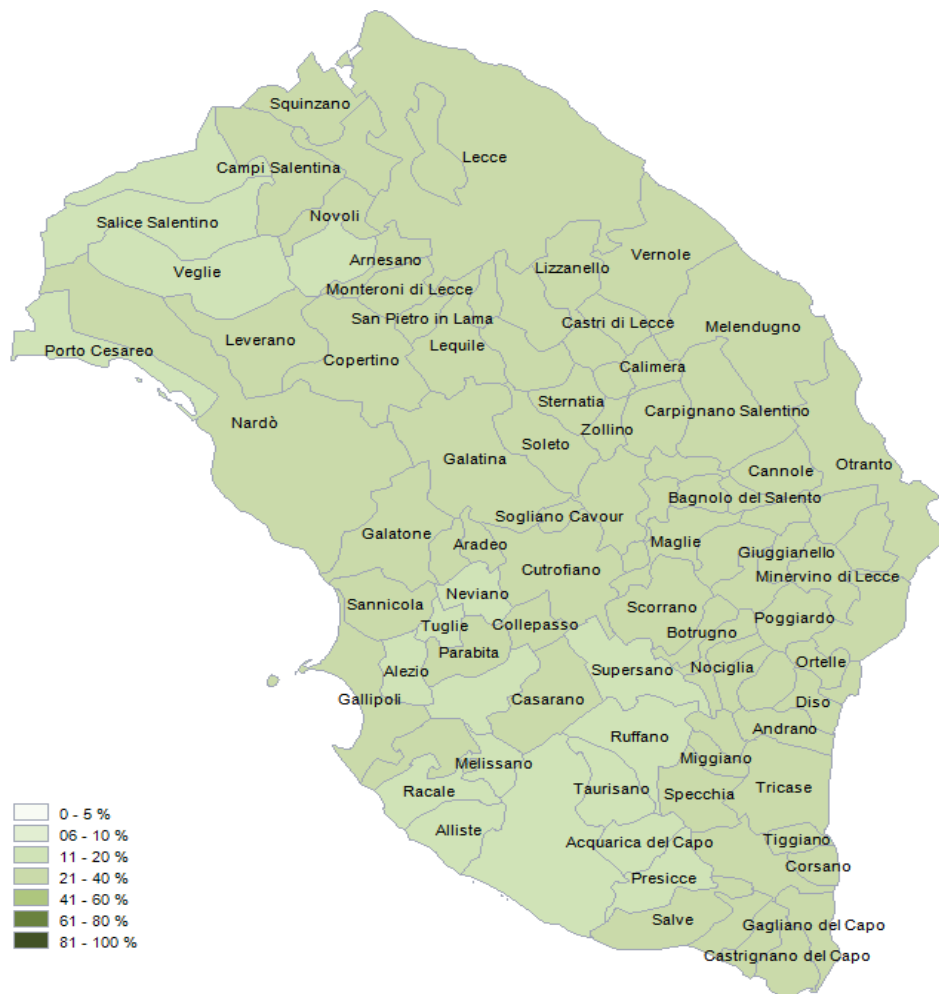 Squinzano
Lecce
Campi Salentina
Novoli
Salice Salentino
Vernole
Arnesano
Lizzanello
Veglie
Monteroni di Lecce
San Pietro in Lama
Castri di Lecce
Melendugno
Leverano
Lequile
Porto Cesareo
Copertino
Calimera
Sternatia
Carpignano Salentino
Nardò
Zollino
Soleto
Galatina
Otranto
Cannole
Bagnolo del Salento
Sogliano Cavour
Galatone
Maglie
Aradeo
Giuggianello
Cutrofiano
Minervino di Lecce
Neviano
Sannicola
Scorrano
Poggiardo
Tuglie
Collepasso
Botrugno
Parabita
Ortelle
Alezio
Supersano
Nociglia
Gallipoli
Casarano
Diso
Andrano
Ruffano
Miggiano
Melissano
Tricase
Racale
Taurisano
Specchia
Alliste
Tiggiano
Acquarica del Capo
Corsano
Presicce
Salve
Gagliano del Capo
Castrignano del Capo
0 - 5 %
06 - 10 %
11 - 20 %
21 - 40 %
41 - 60 %
61 - 80 %
81 - 100 %